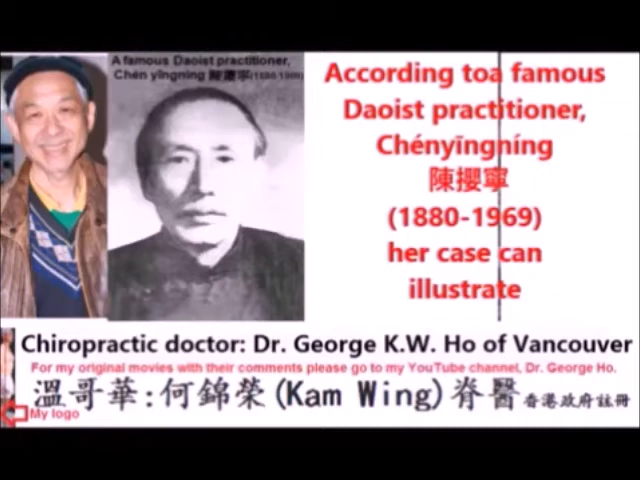 A famous Daoist practitioner,
Chén yīngníng 陳攖寧(1880-1969)
According toa famous
Daoist practitioner,
Chényīngníng
陳攖寧
(1880-1969)
her case can
illustrate
Chiropractic doctor: Dr. George K.W. Ho of Vancouver
For my original movies with their comments please go to my YouTube channel, Dr. George Ho.
溫哥華:何錦榮(Kam Wing)脊醫香港政府註冊
My logo